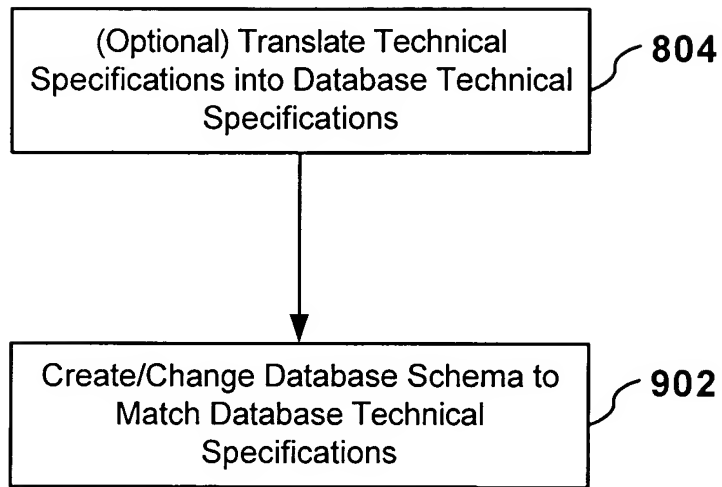 (Optional) Translate Technical
Specifications into Database Technical
Specifications
804
Create/Change Database Schema to
Match Database Technical
Specifications
902